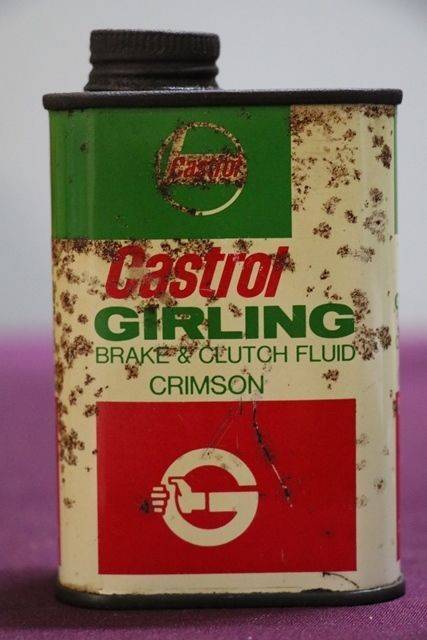 Castrol
Castrol
GIRLING
BRAKE & CLUTCH FLUID
CRIMSON